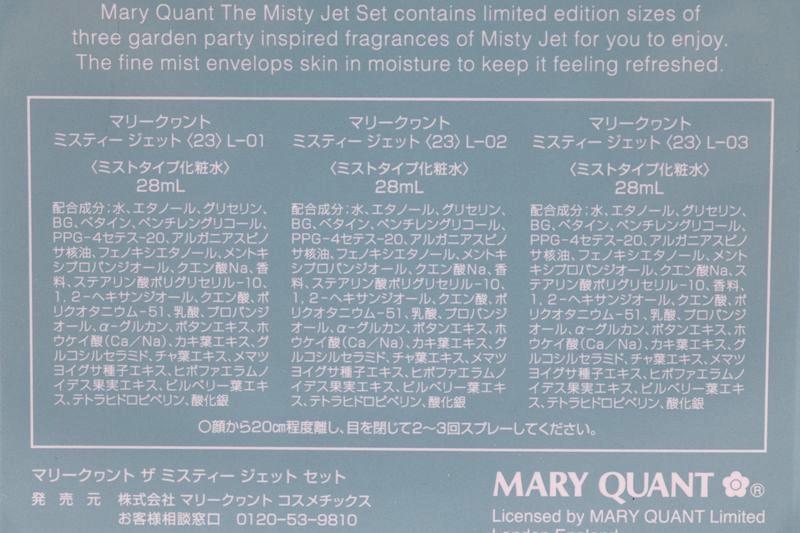 Mary Quant The Misty Jet Set contains limited edition sizes of
three garden party inspired fragrances of Misty Jet for you to enjoy.
The fine mist envelops skin in moisture to keep it feeling refreshed.
マリークヮント
ミスティー ジェット〈23〉L-01
〈ミストタイプ化粧水〉
28mL
配合成分;水、エタノール、グリセリン、
BG、ベタイン、ペンチレングリコール、
PPG-4セテス-20、アルガニアスピノ
サ核油、フェノキシエタノール、メントキ
シプロパンジオール、クエン酸Na、香
料、ステアリン酸ポリグリセリル-10、
1,2-ヘキサンジオール、クエン酸、ポ
リクオタニウム-51、乳酸、プロパンジ
オール、α-グルカン、ボタンエキス、ホ
ウケイ酸(Ca/Na)、カキ葉エキス、グ
ルコシルセラミド、チャ葉エキス、メマツ
ヨイグサ種子エキス、ヒポファエラムノ
イデス果実エキス、ビルベリー葉エキ
ス、テトラヒドロピペリン、酸化銀
マリークヮント
ミスティー ジェット〈23〉L-02
〈ミストタイプ化粧水〉
28mL
配合成分;水、エタノール、グリセリン、
BG、ベタイン、ペンチレングリコール、
PPG-4セテス-20、アルガニアスピノ
サ核油、フェノキシエタノール、メントキ
シプロパンジオール、クエン酸Na、香
料、ステアリン酸ポリグリセリル-10、
1,2-ヘキサンジオール、クエン酸、ポ
リクオタニウム-51、乳酸、プロパンジ
オール、α-グルカン、ボタンエキス、ホ
ウケイ酸(Ca/Na)、カキ葉エキス、グ
ルコシルセラミド、チャ葉エキス、メマツ
ヨイグサ種子エキス、ヒポファエラムノ
イデス果実エキス、ビルベリー葉エキ
ス、テトラヒドロピペリン、酸化銀
マリークヮント
ミスティー ジェット〈23〉L-03
〈ミストタイプ化粧水〉
28mL
配合成分;水、エタノール、グリセリン、
BG、ベタイン、ペンチレングリコール、
PPG-4セテス-20、アルガニアスピノ
サ核油、フェノキシエタノール、メントキ
シプロパンジオール、クエン酸Na、ス
テアリン酸ポリグリセリル-10、香料、
1,2-ヘキサンジオール、クエン酸、ポ
リクオタニウム-51、乳酸、プロパンジ
オール、α-グルカン、ボタンエキス、ホ
ウケイ酸(Ca/Na)、カキ葉エキス、グ
ルコシルセラミド、チャ葉エキス、メマツ
ヨイグサ種子エキス、ヒポファエラムノ
イデス果実エキス、ビルベリー葉エキ
ス、テトラヒドロピペリン、酸化銀
○顔から20cm程度離し、目を閉じて2~3回スプレーしてください。
マリークヮント ザ ミスティー ジェット セット
発 売 元 株式会社 マリークヮント コスメチックス
お客様相談窓口 0120-53-9810
MARY QUANT ®
Licensed by MARY QUANT Limited
London England